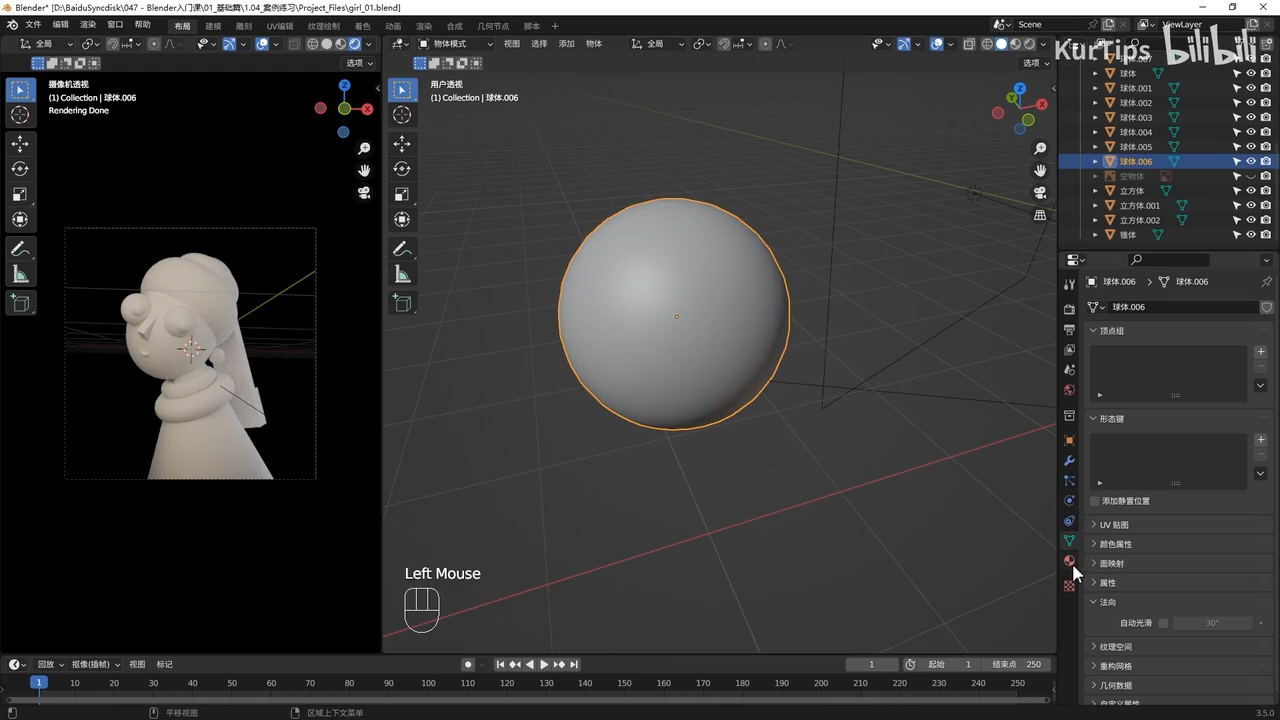 Blender* [D:\BaiduSyncdisk\047 - Blender入门课\01_基础篇\1.04_案例练习\Project_Files\girl_01.blend]
文件 编辑 渲染 窗口 帮助 布局 建模 雕刻 UV编辑 纹理绘制 着色 动画 渲染 合成 几何节点 脚本 + Scene ViewLayer
全局 物体模式 视图 选择 添加 物体 全局
KurTips bilibili
选项 选项
摄像机透视
(1) Collection | 球体.006
Rendering Done
用户透视
(1) Collection | 球体.006
Z
X
Z
Y
X
球体
球体.001
球体.002
球体.003
球体.004
球体.005
球体.006
空物体
立方体
立方体.001
立方体.002
锥体
球体.006 球体.006
球体.006
顶点组
形态键
添加静置位置
UV 贴图
颜色属性
面映射
属性
法向
自动光滑 30°
纹理空间
重构网格
几何数据
自定义属性
Left Mouse
回放 抠像(插帧) 视图 标记 1 起始 1 结束点 250
1 10 20 30 40 50 60 70 80 90 100 110 120 130 140 150 160 170 180 190 200 210 220 230 240 250
平移视图 区域上下文菜单 3.5.0